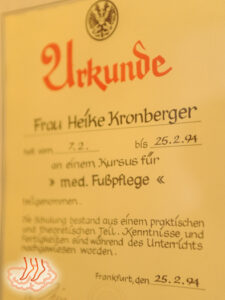 Urkunde
Frau Heike Kronberger
hat vom 7.2. bis 25.2.94
an einem Kursus für
» med. Fußpflege «
teilgenommen.
Die Schulung bestand aus einem praktischen
und theoretischen Teil. Kenntnisse und
Fertigkeiten sind während des Unterrichts
nachgewiesen worden.
Frankfurt, den 25.2.94